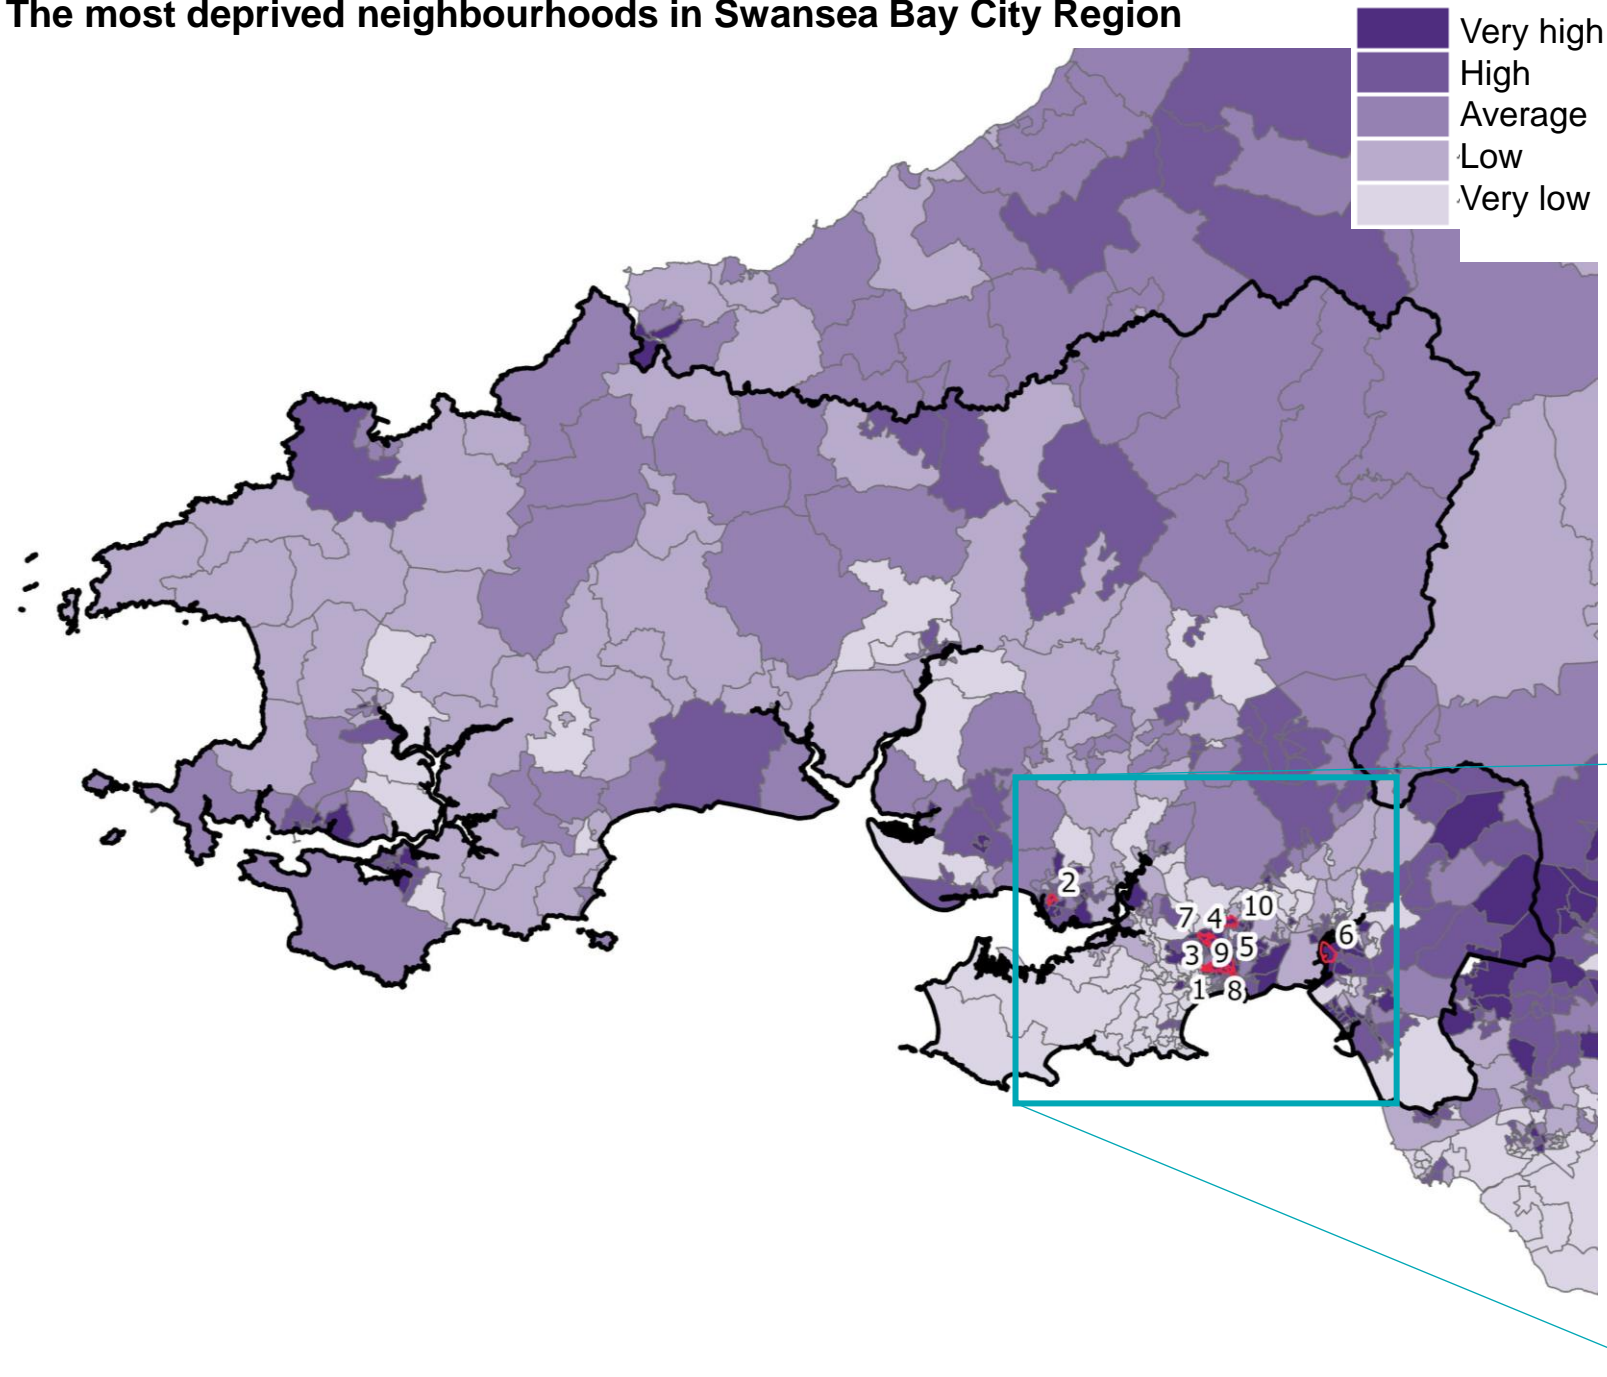 The most deprived neighbourhoods in Swansea Bay City Region
Very high
High
Average
Low
Very low
2
7 4 10
3 9 5 6
1 8